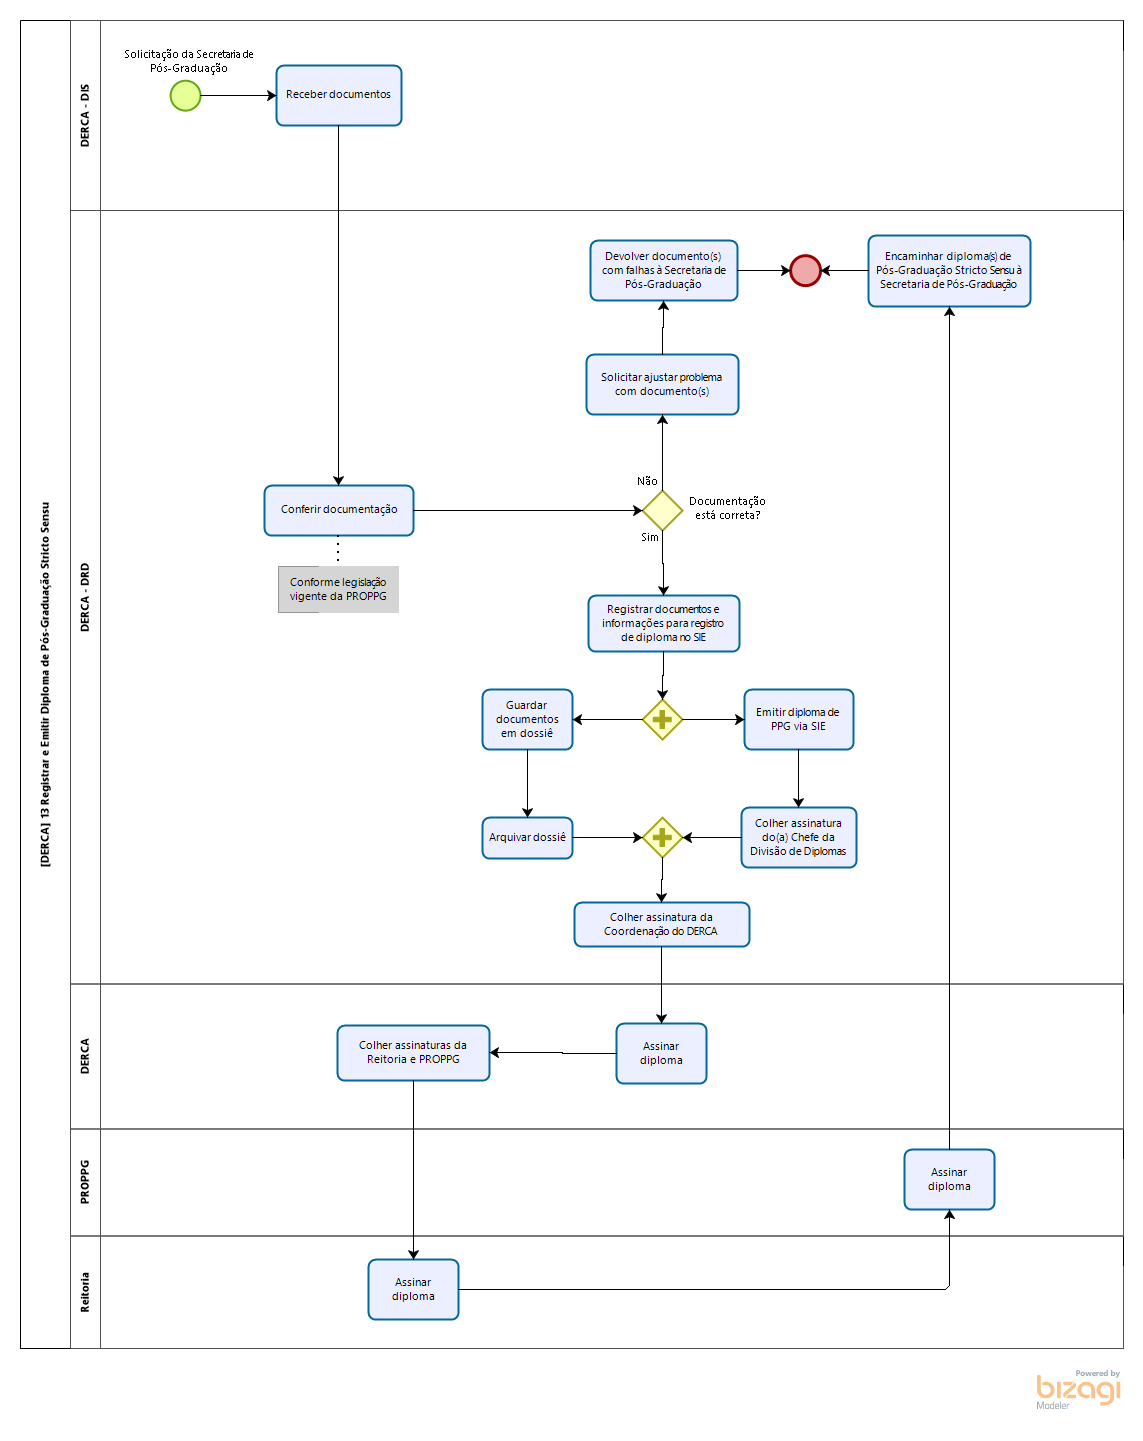 [DERCA] 13 Registrar e Emitir Diploma de Pós-Graduação Stricto Sensu
DERCA - DIS
Solicitação da Secretaria de
Pós-Graduação
Receber documentos
DERCA - DRD
Devolver documento(s)
com falhas à Secretaria de
Pós-Graduação
Encaminhar diploma(s) de
Pós-Graduação Stricto Sensu à
Secretaria de Pós-Graduação
Solicitar ajustar problema
com documento(s)
Não
Conferir documentação
Documentação
está correta?
Sim
Conforme legislação
vigente da PROPPG
Registrar documentos e
informações para registro
de diploma no SIE
Guardar
documentos
em dossiê
Emitir diploma de
PPG via SIE
Arquivar dossiê
Colher assinatura
do(a) Chefe da
Divisão de Diplomas
Colher assinatura da
Coordenação do DERCA
DERCA
Colher assinaturas da
Reitoria e PROPPG
Assinar
diploma
PROPPG
Assinar
diploma
Reitoria
Assinar
diploma
Powered by
bizagi
Modeler